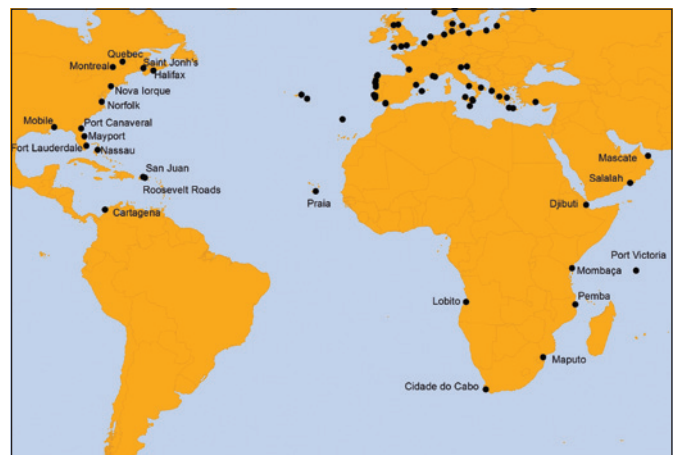 Quebec
Saint Jonh's
Montreal
Halifax
Nova Iorque
Norfolk
Mobile
Port Canaveral
Mayport
Fort Lauderdale
Nassau
San Juan
Roosevelt Roads
Cartagena
Praia
Mascate
Salalah
Djibuti
Port Victoria
Mombaça
Pemba
Lobito
Maputo
Cidade do Cabo